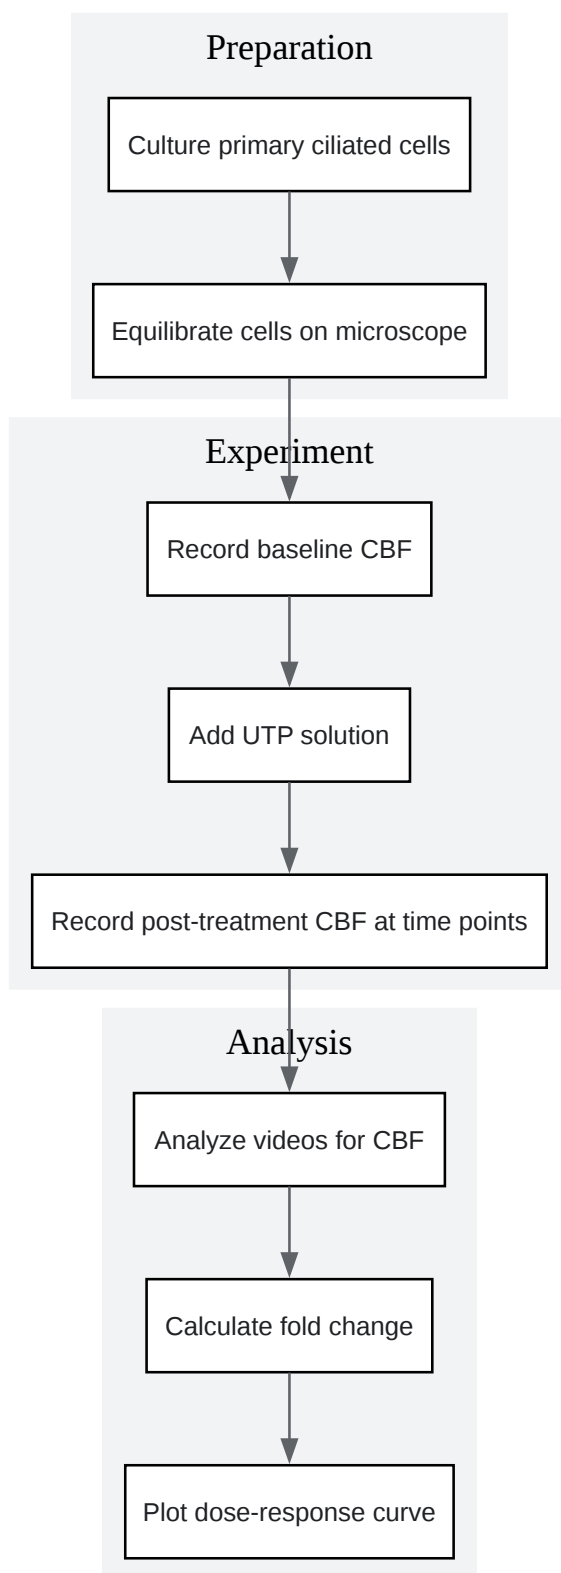 Preparation
Culture primary ciliated cells
Equilibrate cells on microscope
Experiment
Record baseline CBF
Add UTP solution
Record post-treatment CBF at time points
Analysis
Analyze videos for CBF
Calculate fold change
Plot dose-response curve